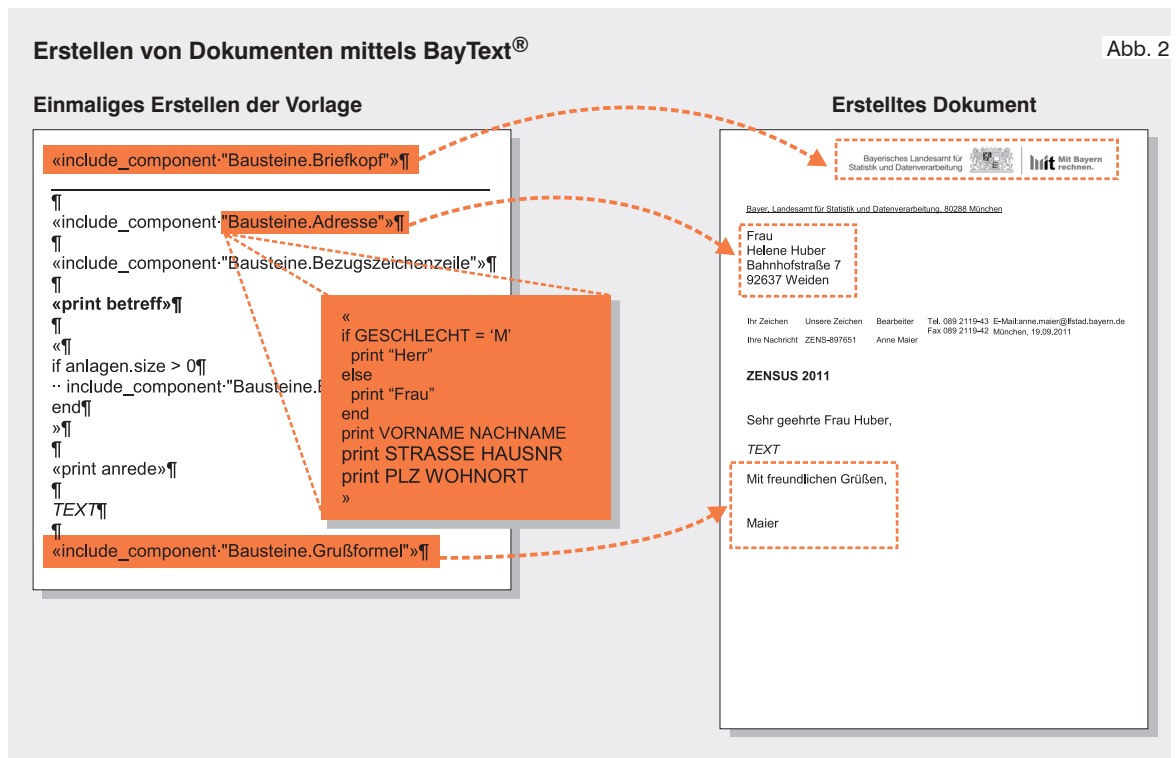 Erstellen von Dokumenten mittels BayText®
Abb. 2
Einmaliges Erstellen der Vorlage
«include_component·"Bausteine.Briefkopf"»¶
¶
«include_component·"Bausteine.Adresse"»¶
¶
«include_component·"Bausteine.Bezugszeichenzeile"»¶
¶
«print betreff»¶
¶
«¶
if anlagen.size > 0¶
·· include_component·"Bausteine.
end¶
»¶
¶
«print anrede»¶
¶
TEXT¶
¶
«include_component·"Bausteine.Grußformel"»¶
«
if GESCHLECHT = ‘M’
print “Herr”
else
print “Frau”
end
print VORNAME NACHNAME
print STRASSE HAUSNR
print PLZ WOHNORT
»
Erstelltes Dokument
Bayerisches Landesamt für
Statistik und Datenverarbeitung
mit Mit Bayern
rechnen.
Bayer. Landesamt für Statistik und Datenverarbeitung, 80288 München
Frau
Helene Huber
Bahnhofstraße 7
92637 Weiden
Ihr Zeichen Unsere Zeichen Bearbeiter Tel. 089 2119-43 E-Mail:anne.maier@lfstad.bayern.de
Fax 089 2119-42 München, 19.09.2011
Ihre Nachricht ZENS-897651 Anne Maier
ZENSUS 2011
Sehr geehrte Frau Huber,
TEXT
Mit freundlichen Grüßen,
Maier